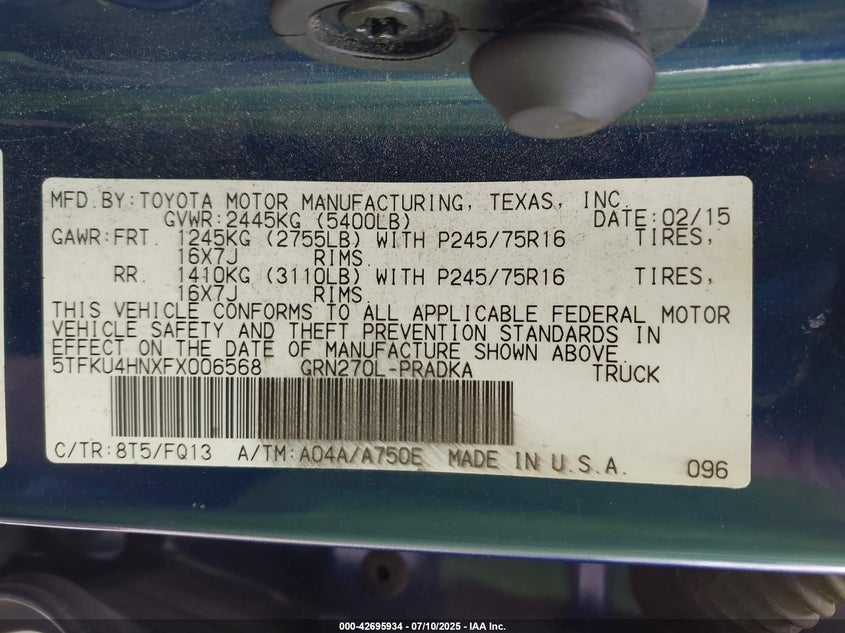 MFD.BY:TOYOTA MOTOR MANUFACTURING, TEXAS, INC.
GVWR:2445KG (5400LB) DATE:02/15
GAWR:FRT. 1245KG (2755LB) WITH P245/75R16 TIRES,
16X7J RIMS
RR. 1410KG (3110LB) WITH P245/75R16 TIRES,
16X7J RIMS
THIS VEHICLE CONFORMS TO ALL APPLICABLE FEDERAL MOTOR
VEHICLE SAFETY AND THEFT PREVENTION STANDARDS IN
EFFECT ON THE DATE OF MANUFACTURE SHOWN ABOVE.
5TFKU4HNXFX006568 GRN270L-PRADKA TRUCK
C/TR:8T5/FQ13 A/TM:A04A/A750E MADE IN U.S.A. 096
000-42695934 / 07/10/2025 - IAA Inc.